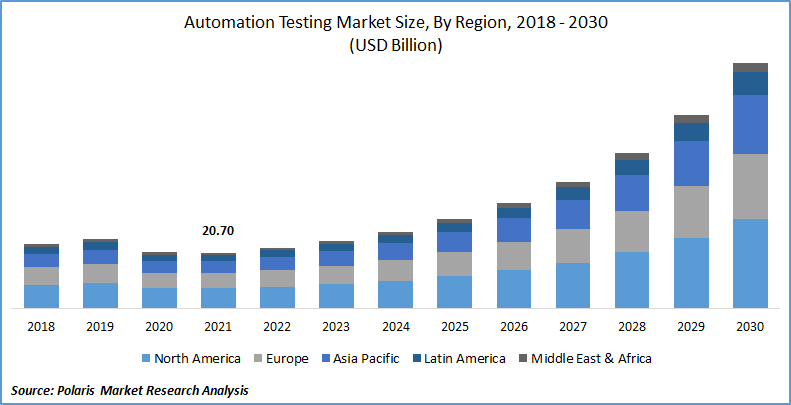 Automation Testing Market Size, By Region, 2018 - 2030
(USD Billion)
20.70
2018 2019 2020 2021 2022 2023 2024 2025 2026 2027 2028 2029 2030
North America Europe Asia Pacific Latin America Middle East & Africa
Source: Polaris Market Research Analysis